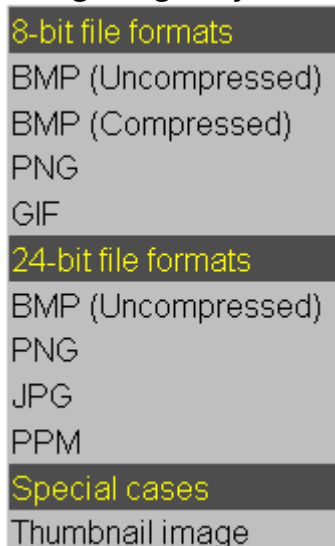 8-bit file formats
BMP (Uncompressed)
BMP (Compressed)
PNG
GIF
24-bit file formats
BMP (Uncompressed)
PNG
JPG
PPM
Special cases
Thumbnail image